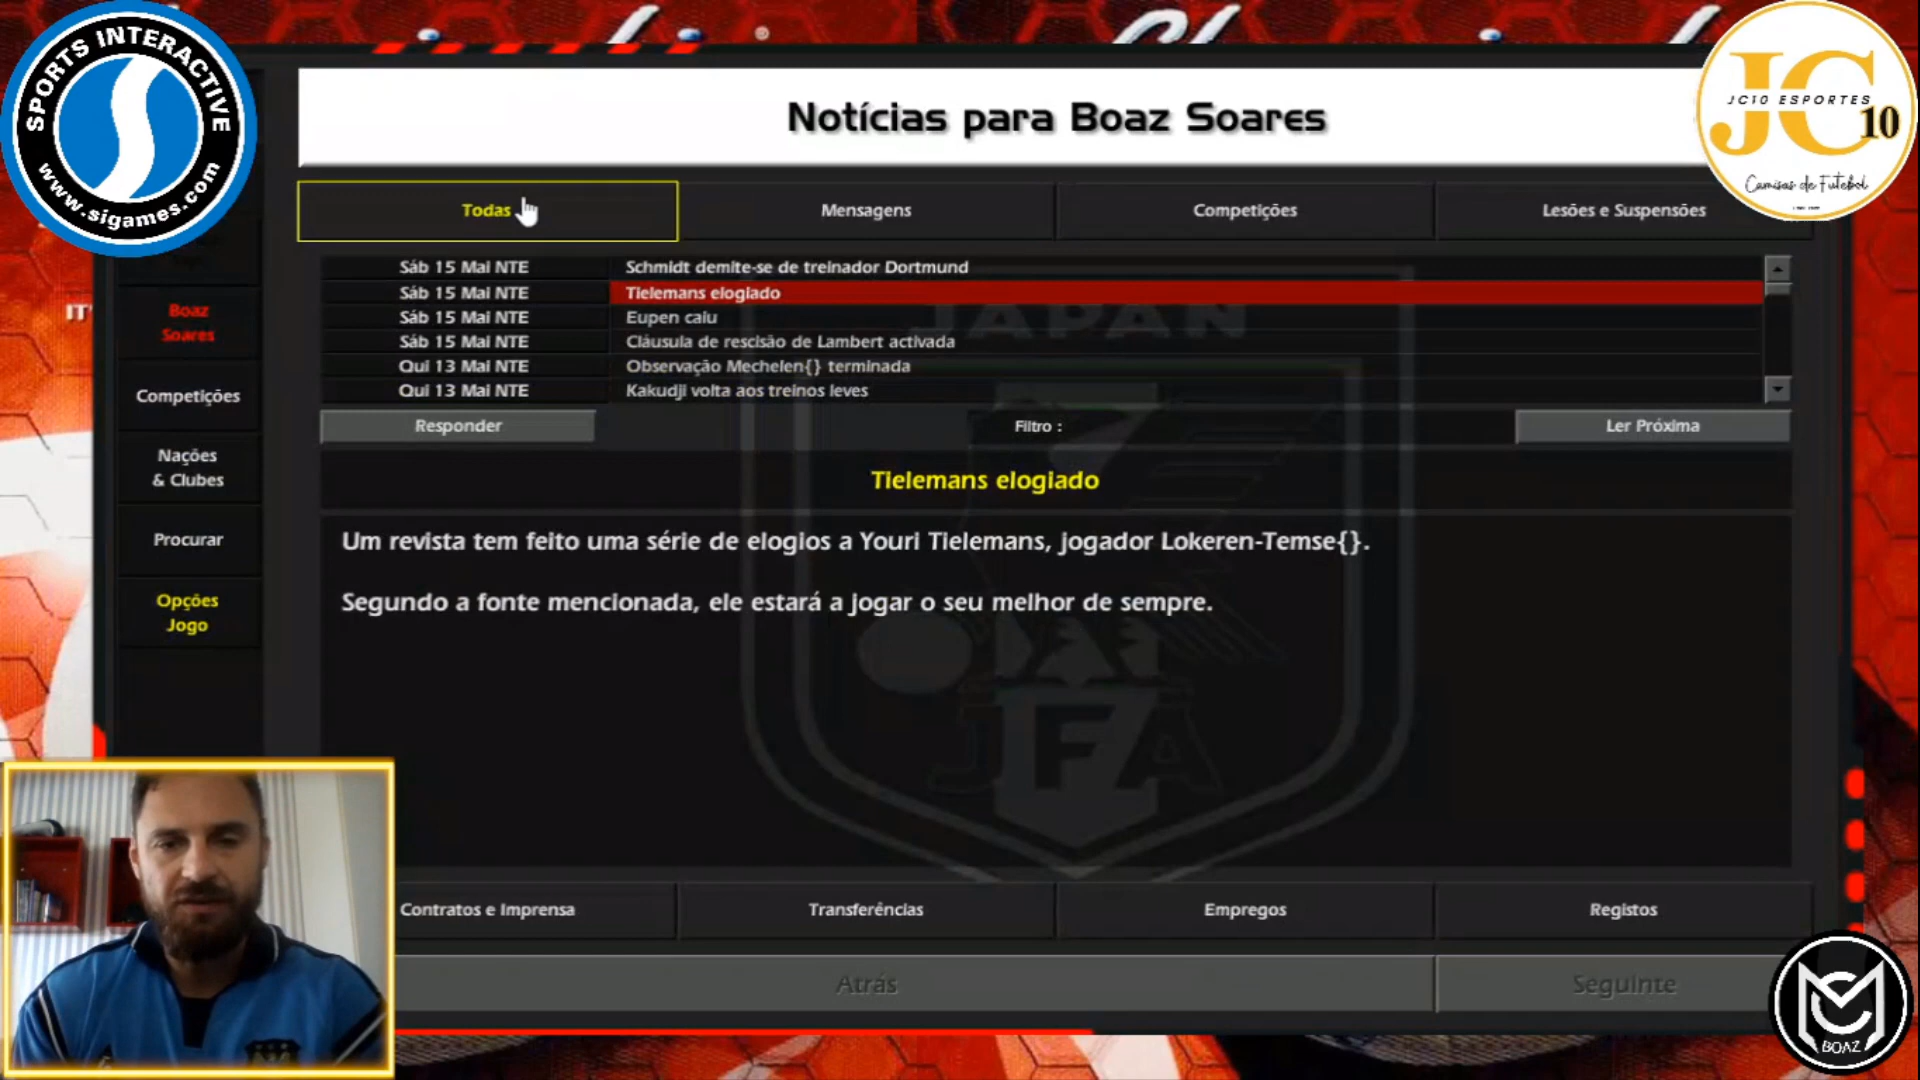 SPORTS INTERACTIVE
www.sigames.com
JC
JC10 ESPORTES
10
Camisas de Futebol
Notícias para Boaz Soares
Todas
Mensagens
Competições
Lesões e Suspensões
Sáb 15 Mai NTE
Schmidt demite-se de treinador Dortmund
Sáb 15 Mai NTE
Tielemans elogiado
Sáb 15 Mai NTE
Eupen caiu
Sáb 15 Mai NTE
Cláusula de rescisão de Lambert activada
Qui 13 Mai NTE
Observação Mechelen{} terminada
Qui 13 Mai NTE
Kakudji volta aos treinos leves
Boaz
Soares
Competições
Nações
& Clubes
Procurar
Opções
Jogo
Responder
Filtro :
Ler Próxima
Tielemans elogiado
Um revista tem feito uma série de elogios a Youri Tielemans, jogador Lokeren-Temse{}.
Segundo a fonte mencionada, ele estará a jogar o seu melhor de sempre.
JAPAN
JFA
Contratos e Imprensa
Transferências
Empregos
Registos
Atrás
Seguinte
BOAZ